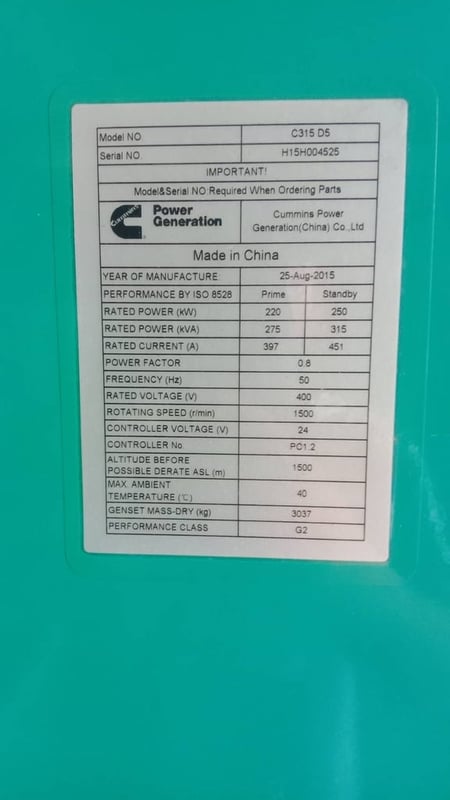 Model NO C315 D5
Serial NO. H15H004525
IMPORTANT!
Model&Serial NO Required When Ordering Parts
Cummins
Power
Generation
Cummins Power
Generation(China) Co.,Ltd
Made in China
YEAR OF MANUFACTURE 25-Aug-2015
PERFORMANCE BY ISO 8528 Prime Standby
RATED POWER (kW) 220 250
RATED POWER (kVA) 275 315
RATED CURRENT (A) 397 451
POWER FACTOR 0.8
FREQUENCY (Hz) 50
RATED VOLTAGE (V) 400
ROTATING SPEED (r/min) 1500
CONTROLLER VOLTAGE (V) 24
CONTROLLER No. PC1.2
ALTITUDE BEFORE
POSSIBLE DERATE ASL (m) 1500
MAX. AMBIENT
TEMPERATURE (℃) 40
GENSET MASS-DRY (kg) 3037
PERFORMANCE CLASS G2